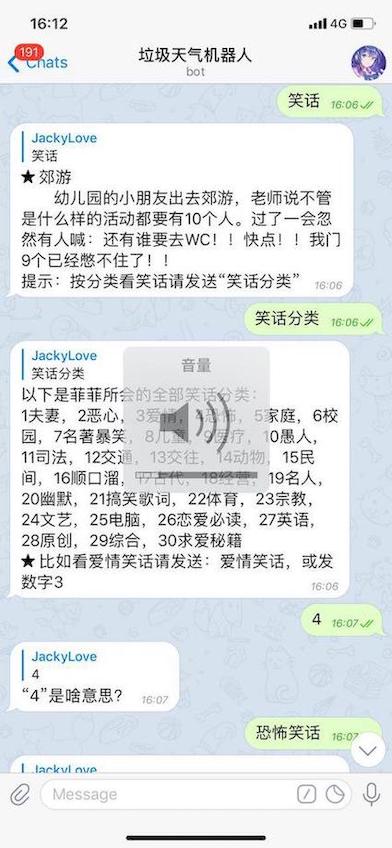 16:12
4G
191
Chats
垃圾天气机器人
bot
笑话 16:06
JackyLove
笑话
★郊游
幼儿园的小朋友出去郊游，老师说不管
是什么样的活动都要有10个人。过了一会忽
然有人喊：还有谁要去WC！！快点！！我门
9个已经憋不住了！！
提示：按分类看笑话请发送“笑话分类” 16:06
笑话分类 16:06
JackyLove
笑话分类
音量
以下是菲菲所会的全部笑话分类：
1夫妻，2恶心，3爱情，4恐怖，5家庭，6校
园，7名著暴笑，8儿童，9医疗，10愚人，
11司法，12交通，13交往，14动物，15民
间，16顺口溜，17古代，18经营，19名人，
20幽默，21搞笑歌词，22体育，23宗教，
24文艺，25电脑，26恋爱必读，27英语，
28原创，29综合，30求爱秘籍
★比如看爱情笑话请发送：爱情笑话，或发
数字3 16:06
4 16:07
JackyLove
4
“4”是啥意思？ 16:07
恐怖笑话 16:07
JackyLove
Message